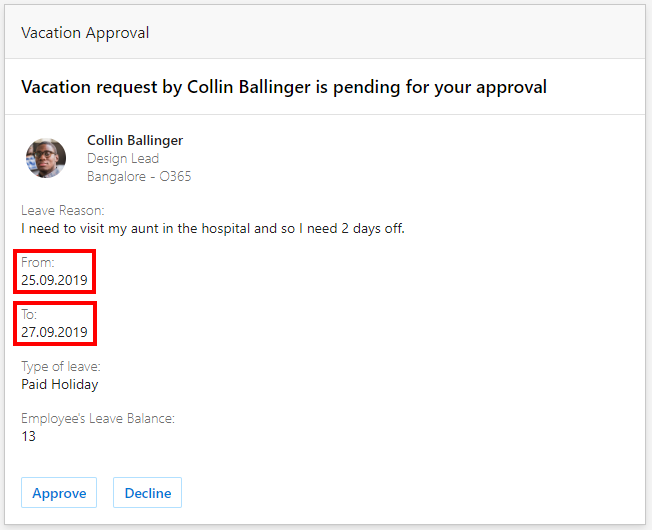 Vacation Approval
Vacation request by Collin Ballinger is pending for your approval
Collin Ballinger
Design Lead
Bangalore - O365
Leave Reason:
I need to visit my aunt in the hospital and so I need 2 days off.
From:
25.09.2019
To:
27.09.2019
Type of leave:
Paid Holiday
Employee's Leave Balance:
13
Approve
Decline